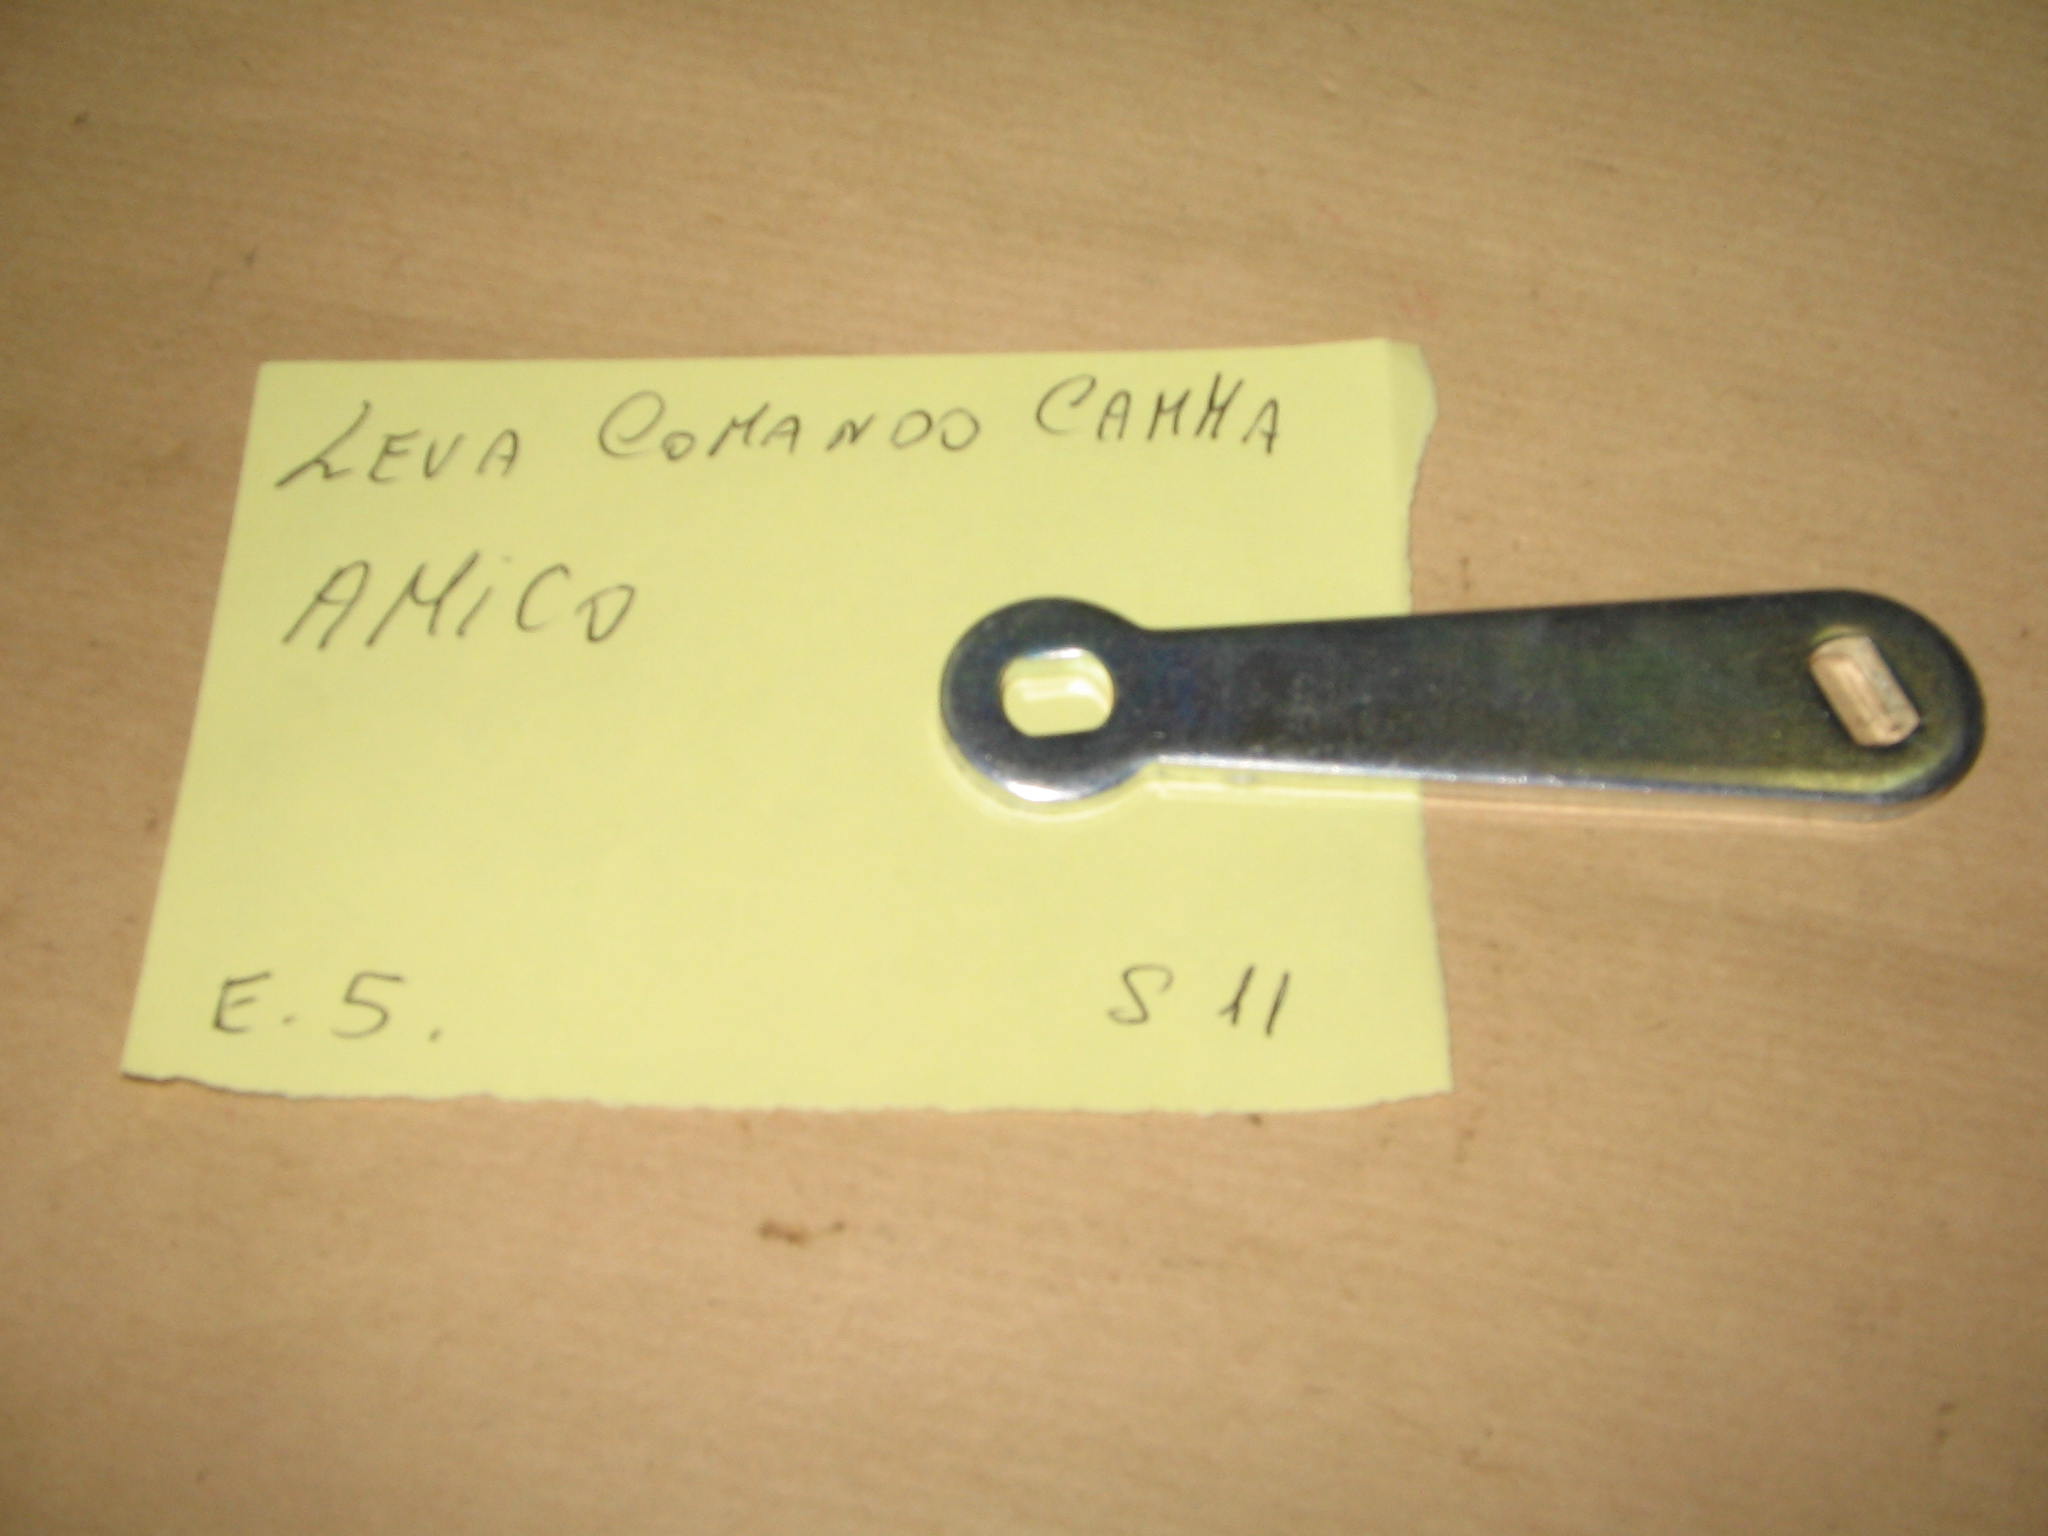 LEVA COMANDO CAMMA
AMiCO
E. 5. S 11